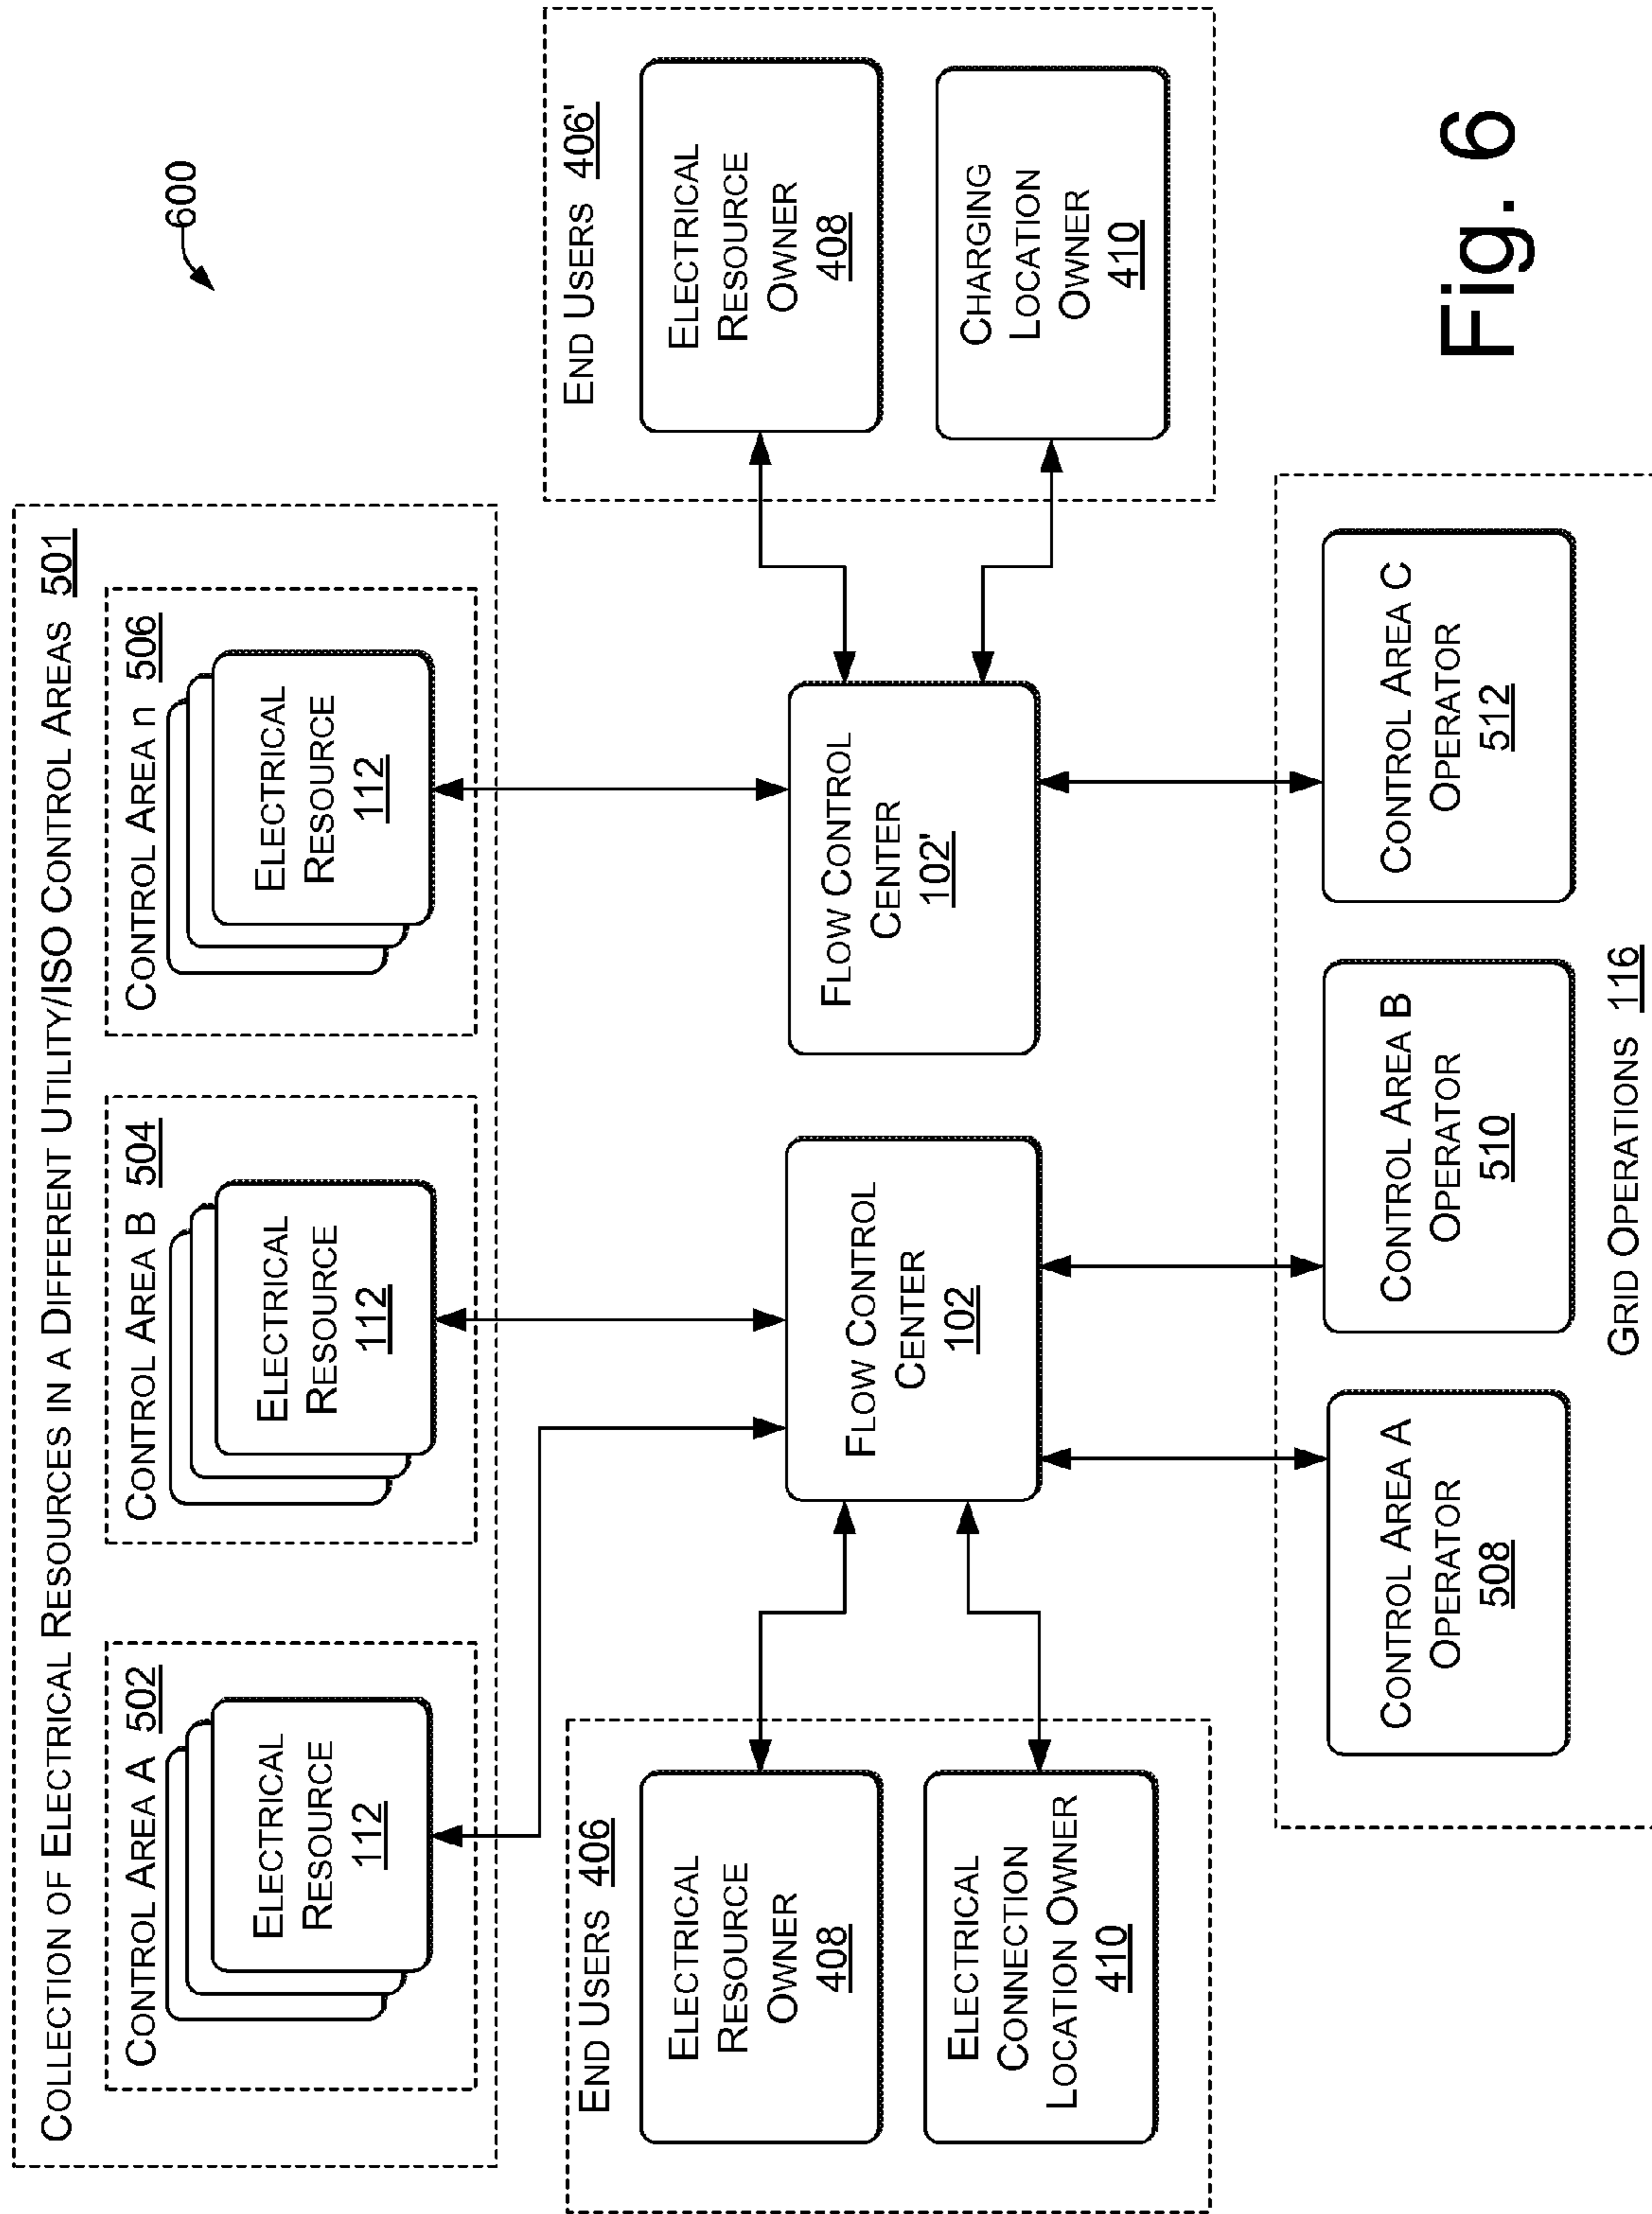 600
COLLECTION OF ELECTRICAL RESOURCES IN A DIFFERENT UTILITY/ISO CONTROL AREAS 501
CONTROL AREA A 502
ELECTRICAL
RESOURCE
112
CONTROL AREA B 504
ELECTRICAL
RESOURCE
112
CONTROL AREA n 506
ELECTRICAL
RESOURCE
112
END USERS 406
ELECTRICAL
RESOURCE
OWNER
408
ELECTRICAL
CONNECTION
LOCATION OWNER
410
FLOW CONTROL
CENTER
102
FLOW CONTROL
CENTER
102'
END USERS 406'
ELECTRICAL
RESOURCE
OWNER
408
CHARGING
LOCATION
OWNER
410
CONTROL AREA A
OPERATOR
508
CONTROL AREA B
OPERATOR
510
CONTROL AREA C
OPERATOR
512
GRID OPERATIONS 116
Fig. 6